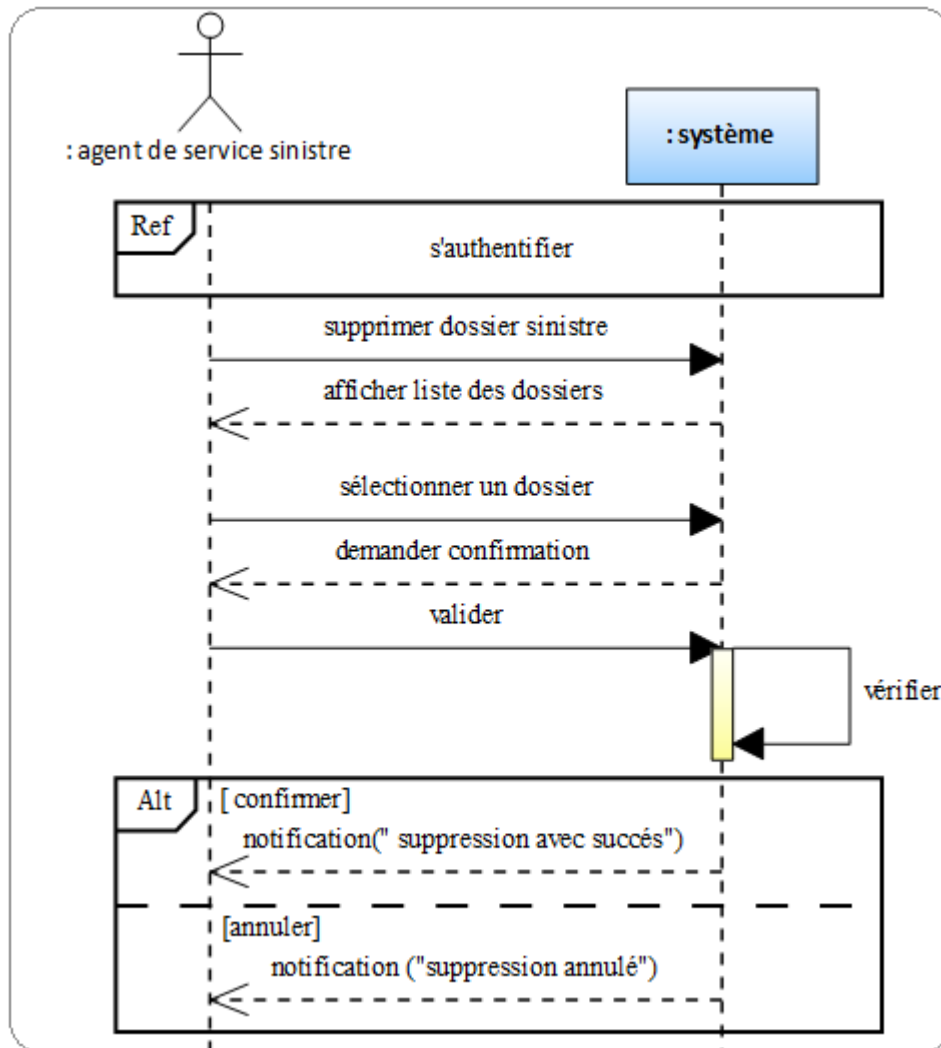 : agent de service sinistre
: système
Ref
s'authentifier
supprimer dossier sinistre
afficher liste des dossiers
sélectionner un dossier
demander confirmation
valider
vérifier
Alt
[ confirmer]
notification(" suppression avec succés")
[annuler]
notification ("suppression annulé")